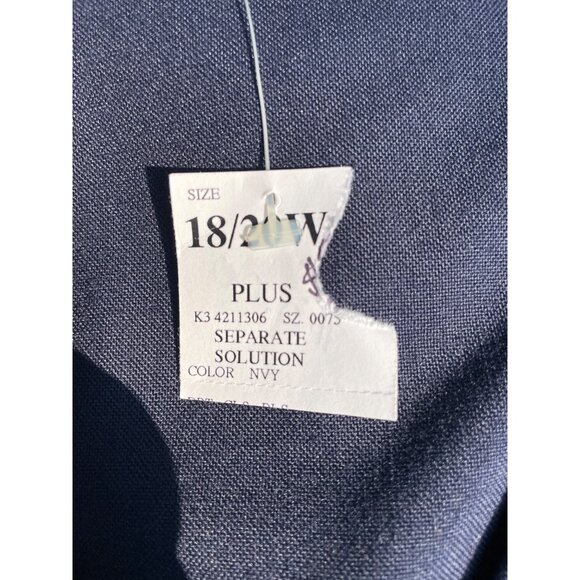 SIZE
18/20W
PLUS
K3 4211306 SZ. 0075
SEPARATE
SOLUTION
COLOR NVY